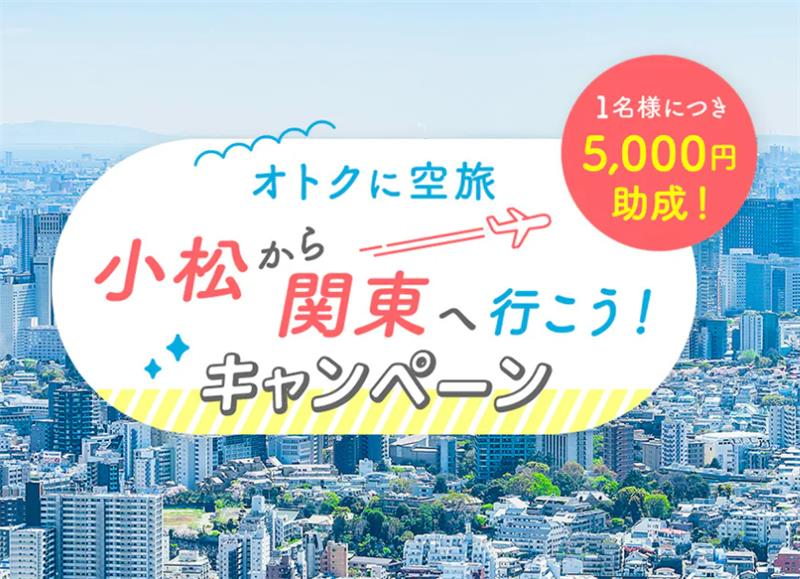 1名様につき
5,000円
助成！
オトクに空旅
小松から
関東へ行こう！
キャンペーン